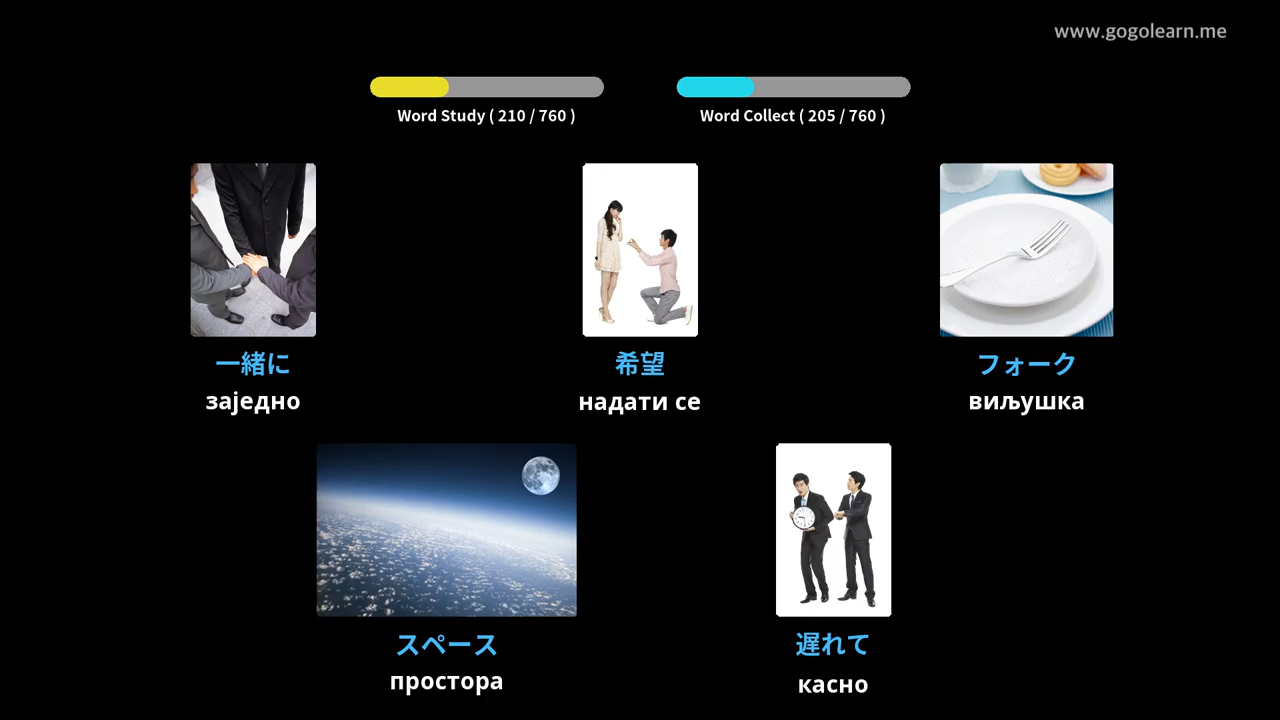 www.gogolearn.me
Word Study ( 210 / 760 )
Word Collect ( 205 / 760 )
一緒に
заједно
希望
надати се
フォーク
виљушка
スペース
простора
遅れて
касно